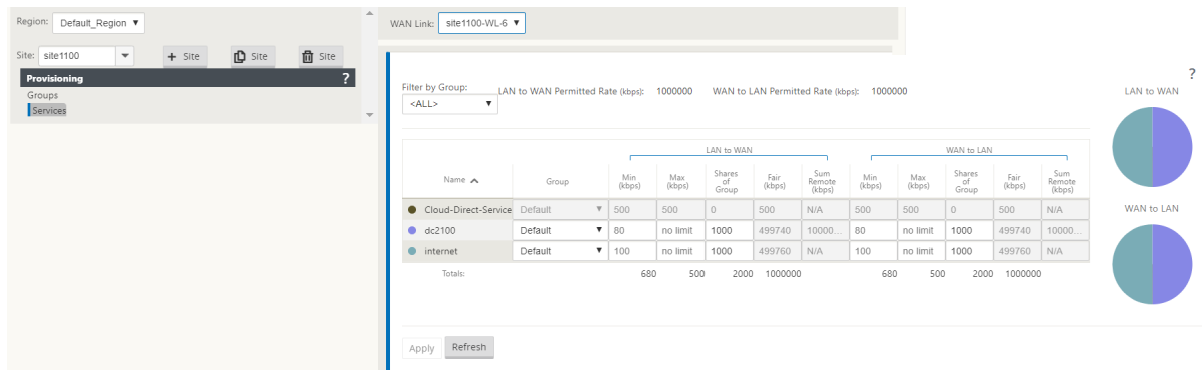 Region: Default_Region
Site: site1100 + Site Site Site
Provisioning ?
Groups
Services
WAN Link: site1100-WL-6
?
Filter by Group: LAN to WAN Permitted Rate (kbps): 1000000 WAN to LAN Permitted Rate (kbps): 1000000
<ALL>
LAN to WAN WAN to LAN
Name Group Min (kbps) Max (kbps) Shares of Group Fair (kbps) Sum Remote (kbps) Min (kbps) Max (kbps) Shares of Group Fair (kbps) Sum Remote (kbps)
Cloud-Direct-Service Default 500 500 0 500 N/A 500 500 0 500 N/A
dc2100 Default 80 no limit 1000 499740 10000... 80 no limit 1000 499740 10000...
internet Default 100 no limit 1000 499760 N/A 100 no limit 1000 499760 N/A
Totals: 680 500 2000 1000000 680 500 2000 1000000
LAN to WAN
WAN to LAN
Apply Refresh